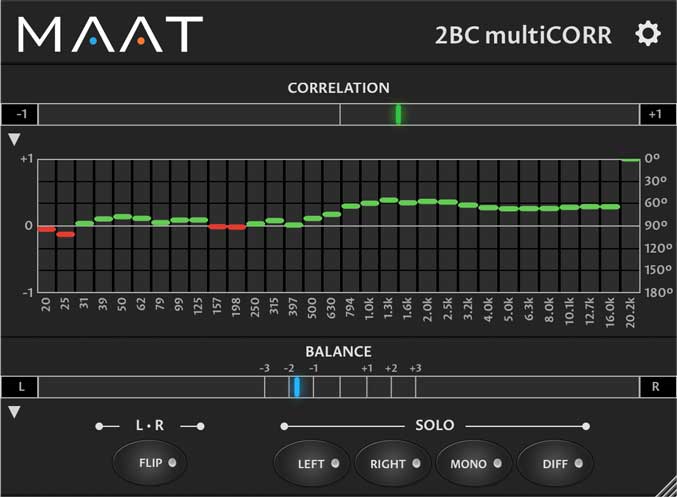 MAAT 2BC multiCORR
CORRELATION
-1 +1
+1 0º
30º
60º
0 90º
120º
150º
-1 180º
20 25 31 39 50 62 79 99 125 157 198 250 315 397 500 630 794 1.0k 1.3k 1.6k 2.0k 2.5k 3.2k 4.0k 5.0k 6.3k 8.0k 10.1k 12.7k 16.0k 20.2k
BALANCE
-3 -2 -1 +1 +2 +3
L R
L • R SOLO
FLIP LEFT RIGHT MONO DIFF